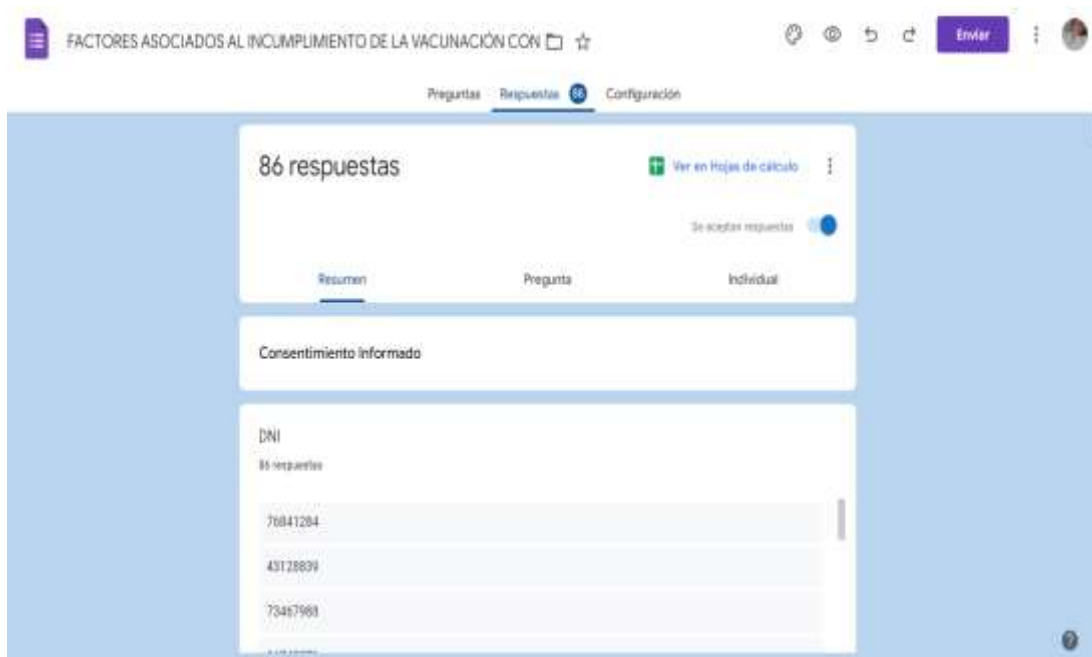 FACTORES ASOCIADOS AL INCUMPLIMIENTO DE LA VACUNACIÓN CON
Enviar
Preguntas Respuestas 86 Configuración
86 respuestas
Ver en Hojas de cálculo
Se aceptan respuestas
Resumen Pregunta Individual
Consentimiento Informado
DNI
86 respuestas
76841284
43128839
73467988